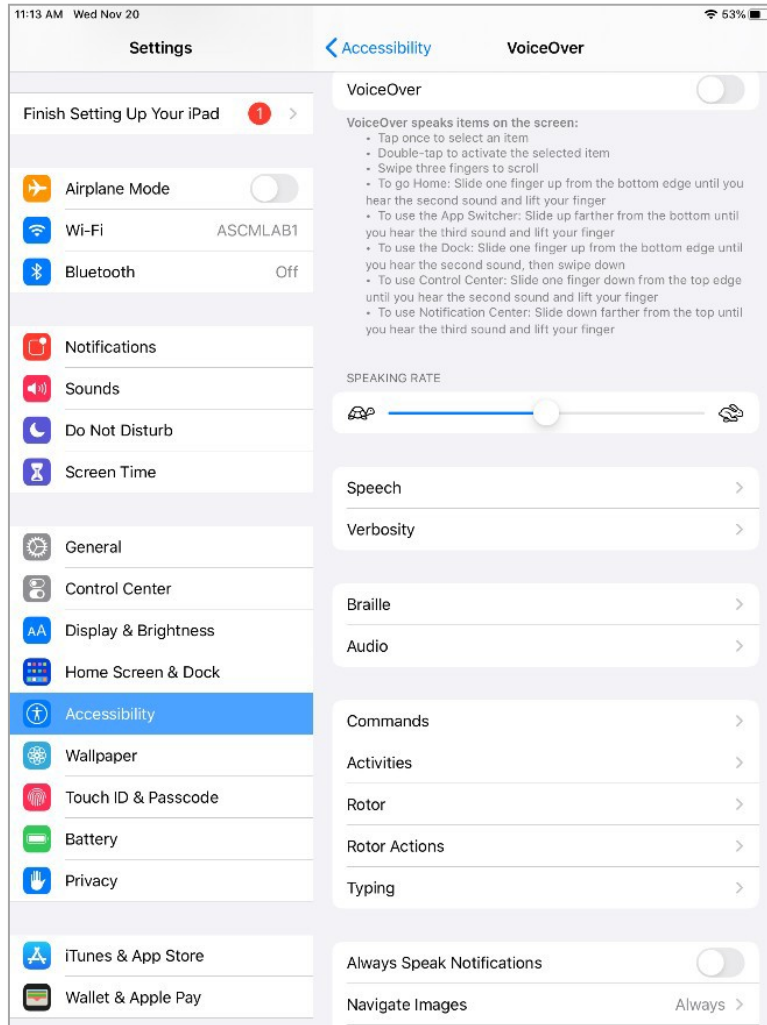 11:13 AM Wed Nov 20
53%
Settings
Finish Setting Up Your iPad 1
Airplane Mode
Wi-Fi ASCMLAB1
Bluetooth Off
Notifications
Sounds
Do Not Disturb
Screen Time
General
Control Center
AA Display & Brightness
Home Screen & Dock
Accessibility
Wallpaper
Touch ID & Passcode
Battery
Privacy
iTunes & App Store
Wallet & Apple Pay
Accessibility VoiceOver
VoiceOver
VoiceOver speaks items on the screen:
• Tap once to select an item
• Double-tap to activate the selected item
• Swipe three fingers to scroll
• To go Home: Slide one finger up from the bottom edge until you
hear the second sound and lift your finger
• To use the App Switcher: Slide up farther from the bottom until
you hear the third sound and lift your finger
• To use the Dock: Slide one finger up from the bottom edge until
you hear the second sound, then swipe down
• To use Control Center: Slide one finger down from the top edge
until you hear the second sound and lift your finger
• To use Notification Center: Slide down farther from the top until
you hear the third sound and lift your finger
SPEAKING RATE
Speech
Verbosity
Braille
Audio
Commands
Activities
Rotor
Rotor Actions
Typing
Always Speak Notifications
Navigate Images Always